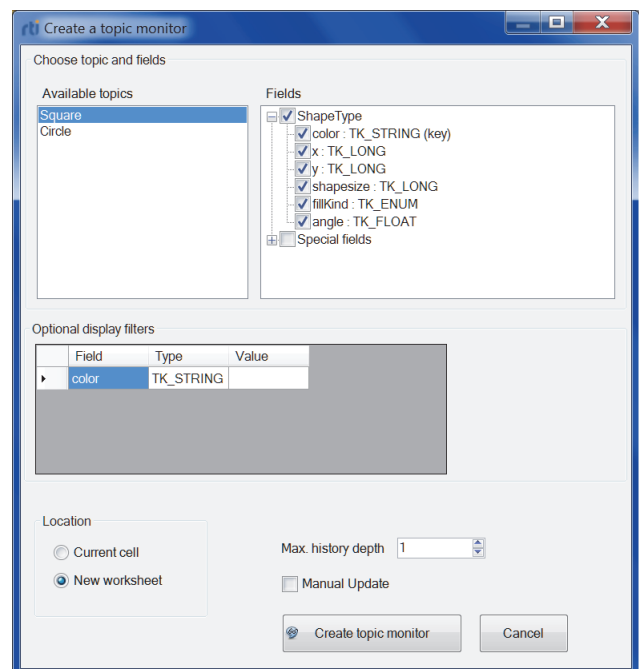 rti Create a topic monitor
Choose topic and fields
Available topics
Fields
Square
Circle
ShapeType
color : TK_STRING (key)
x : TK_LONG
y : TK_LONG
shapesize : TK_LONG
fillKind : TK_ENUM
angle : TK_FLOAT
Special fields
Optional display filters
Field Type Value
color TK_STRING
Location
Current cell
New worksheet
Max. history depth 1
Manual Update
Create topic monitor Cancel